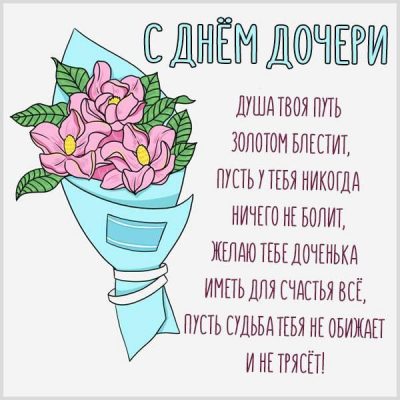 С ДНЁМ ДОЧЕРИ
ДУША ТВОЯ ПУТЬ
ЗОЛОТОМ БЛЕСТИТ,
ПУСТЬ У ТЕБЯ НИКОГДА
НИЧЕГО НЕ БОЛИТ,
ЖЕЛАЮ ТЕБЕ ДОЧЕНЬКА
ИМЕТЬ ДЛЯ СЧАСТЬЯ ВСЁ,
ПУСТЬ СУДЬБА ТЕБЯ НЕ ОБИЖАЕТ
И НЕ ТРЯСЁТ!